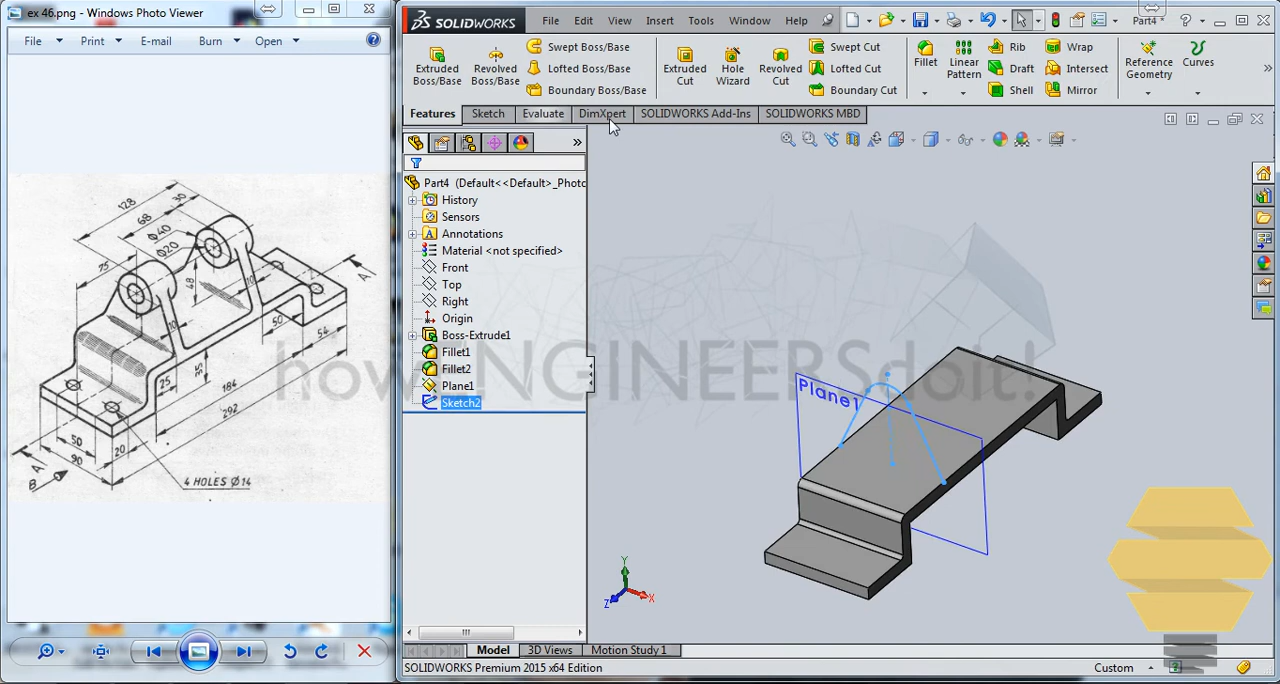 ex 46.png - Windows Photo Viewer
File Print E-mail Burn Open
128
68
30
Φ40
Φ20
75
48
10
10
A
50
54
35
25
184
292
50
90
20
A
B
4 HOLES Φ14
SOLIDWORKS File Edit View Insert Tools Window Help Part4 *
Extruded Boss/Base
Revolved Boss/Base
Swept Boss/Base
Lofted Boss/Base
Boundary Boss/Base
Extruded Cut
Hole Wizard
Revolved Cut
Swept Cut
Lofted Cut
Boundary Cut
Fillet
Linear Pattern
Rib
Draft
Shell
Wrap
Intersect
Mirror
Reference Geometry
Curves
Features Sketch Evaluate DimXpert SOLIDWORKS Add-Ins SOLIDWORKS MBD
Part4 (Default<<Default>_Photo
History
Sensors
Annotations
Material <not specified>
Front
Top
Right
Origin
Boss-Extrude1
Fillet1
Fillet2
Plane1
Sketch2
Plane1
howENGINEERSdoit!
Y
Z
X
Model 3D Views Motion Study 1
SOLIDWORKS Premium 2015 x64 Edition
Custom